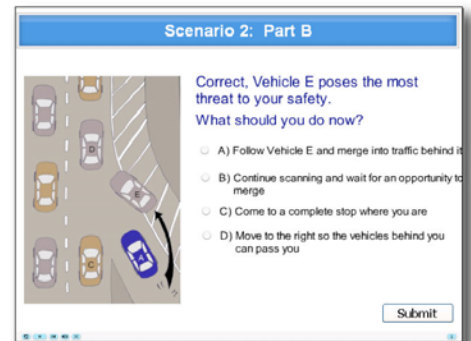 Scenario 2: Part B
Correct, Vehicle E poses the most
threat to your safety.
What should you do now?
A) Follow Vehicle E and merge into traffic behind it
B) Continue scanning and wait for an opportunity to
merge
C) Come to a complete stop where you are
D) Move to the right so the vehicles behind you
can pass you
D
E
C
A
Submit